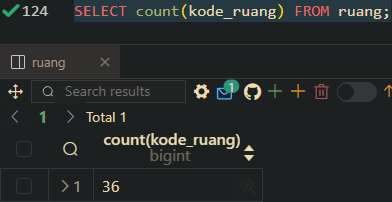 124 SELECT count(kode_ruang) FROM ruang;
ruang
Search results 1
1 Total 1
count(kode_ruang)
bigint
1 36